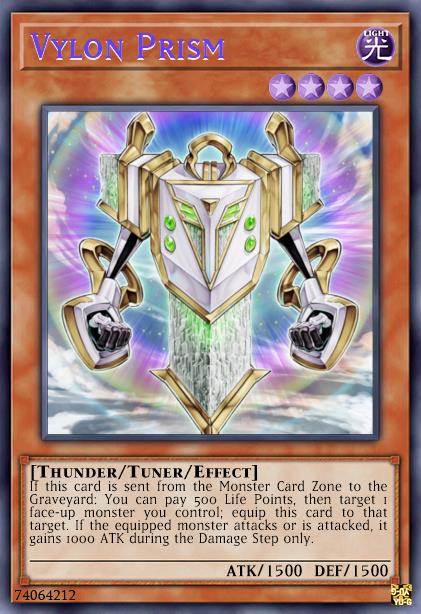 Vylon Prism
LIGHT
光
[Thunder/Tuner/Effect]
If this card is sent from the Monster Card Zone to the
Graveyard: You can pay 500 Life Points, then target 1
face-up monster you control; equip this card to that
target. If the equipped monster attacks or is attacked, it
gains 1000 ATK during the Damage Step only.
ATK/1500 DEF/1500
74064212